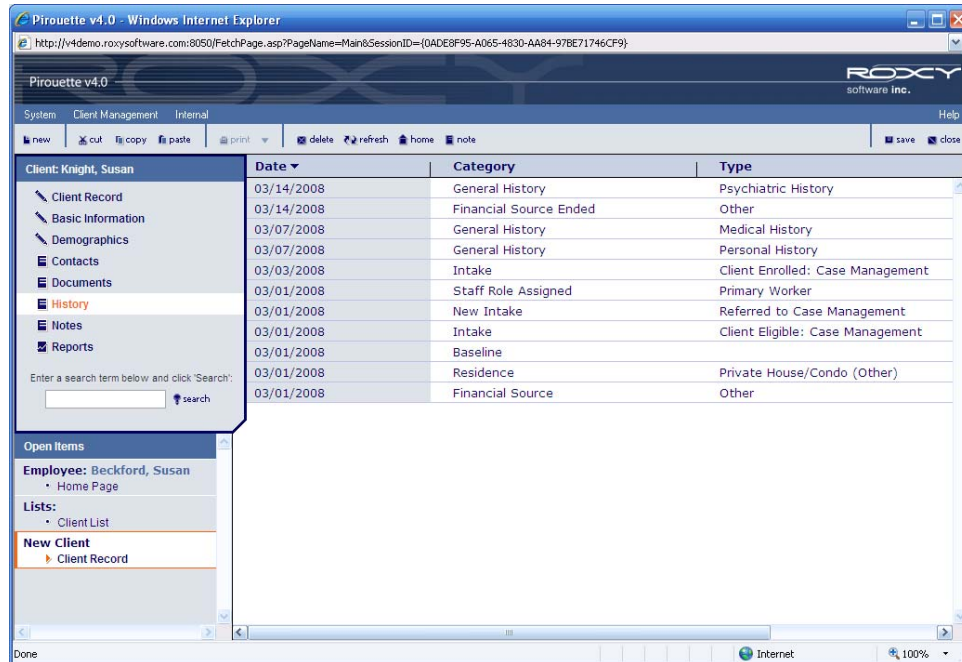 Pirouette v4.0 - Windows Internet Explorer
http://v4demo.roxysoftware.com:8050/FetchPage.asp?PageName=Main&SessionID={0ADE8F95-A065-4830-AA84-97BE71746CF9}
Pirouette v4.0
ROXY
software inc.
System Client Management Internal Help
new cut copy paste print delete refresh home note save close
Client: Knight, Susan
Client Record
Basic Information
Demographics
Contacts
Documents
History
Notes
Reports
Enter a search term below and click 'Search':
search
Open Items
Employee: Beckford, Susan
• Home Page
Lists:
• Client List
New Client
Client Record
Date Category Type
03/14/2008 General History Psychiatric History
03/14/2008 Financial Source Ended Other
03/07/2008 General History Medical History
03/07/2008 General History Personal History
03/03/2008 Intake Client Enrolled: Case Management
03/01/2008 Staff Role Assigned Primary Worker
03/01/2008 New Intake Referred to Case Management
03/01/2008 Intake Client Eligible: Case Management
03/01/2008 Baseline
03/01/2008 Residence Private House/Condo (Other)
03/01/2008 Financial Source Other
Done Internet 100%